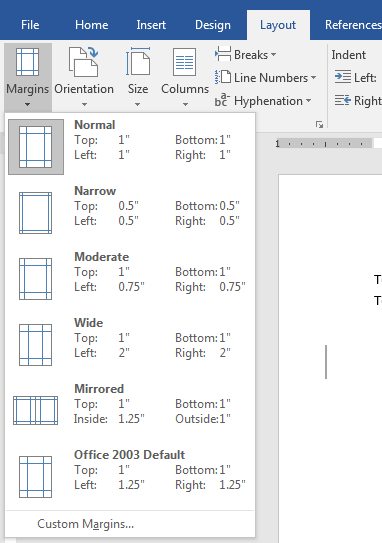 File Home Insert Design Layout References
Margins Orientation Size Columns
Breaks
Line Numbers
Hyphenation
Indent
Left:
Right
Normal
Top: 1" Bottom: 1"
Left: 1" Right: 1"
Narrow
Top: 0.5" Bottom: 0.5"
Left: 0.5" Right: 0.5"
Moderate
Top: 1" Bottom: 1"
Left: 0.75" Right: 0.75"
Wide
Top: 1" Bottom: 1"
Left: 2" Right: 2"
Mirrored
Top: 1" Bottom: 1"
Inside: 1.25" Outside: 1"
Office 2003 Default
Top: 1" Bottom: 1"
Left: 1.25" Right: 1.25"
Custom Margins...
1